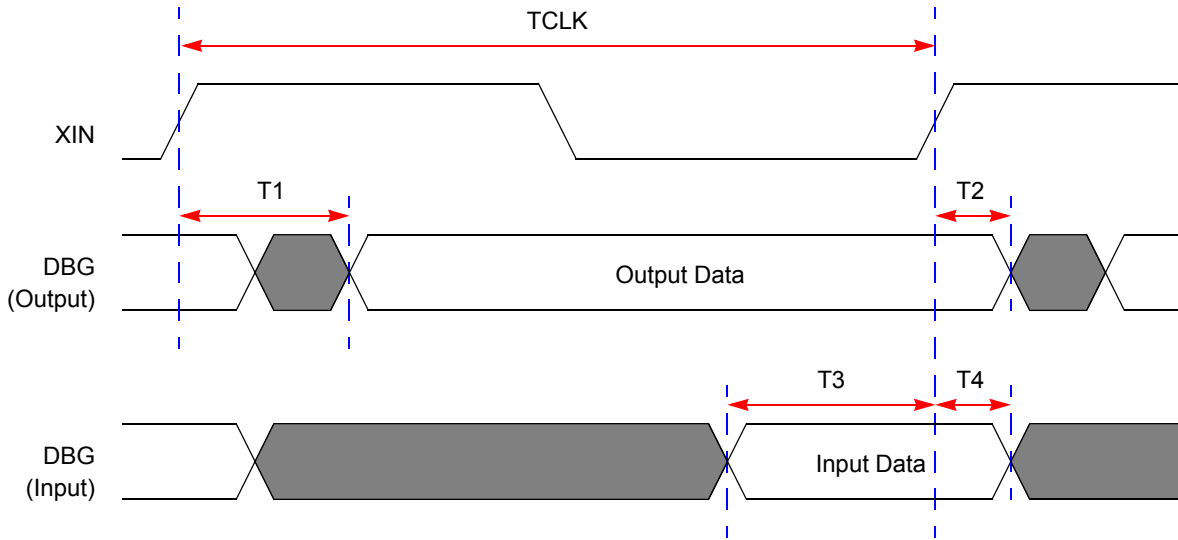 TCLK
XIN
T1
T2
DBG
(Output)
Output Data
T3
T4
DBG
(Input)
Input Data